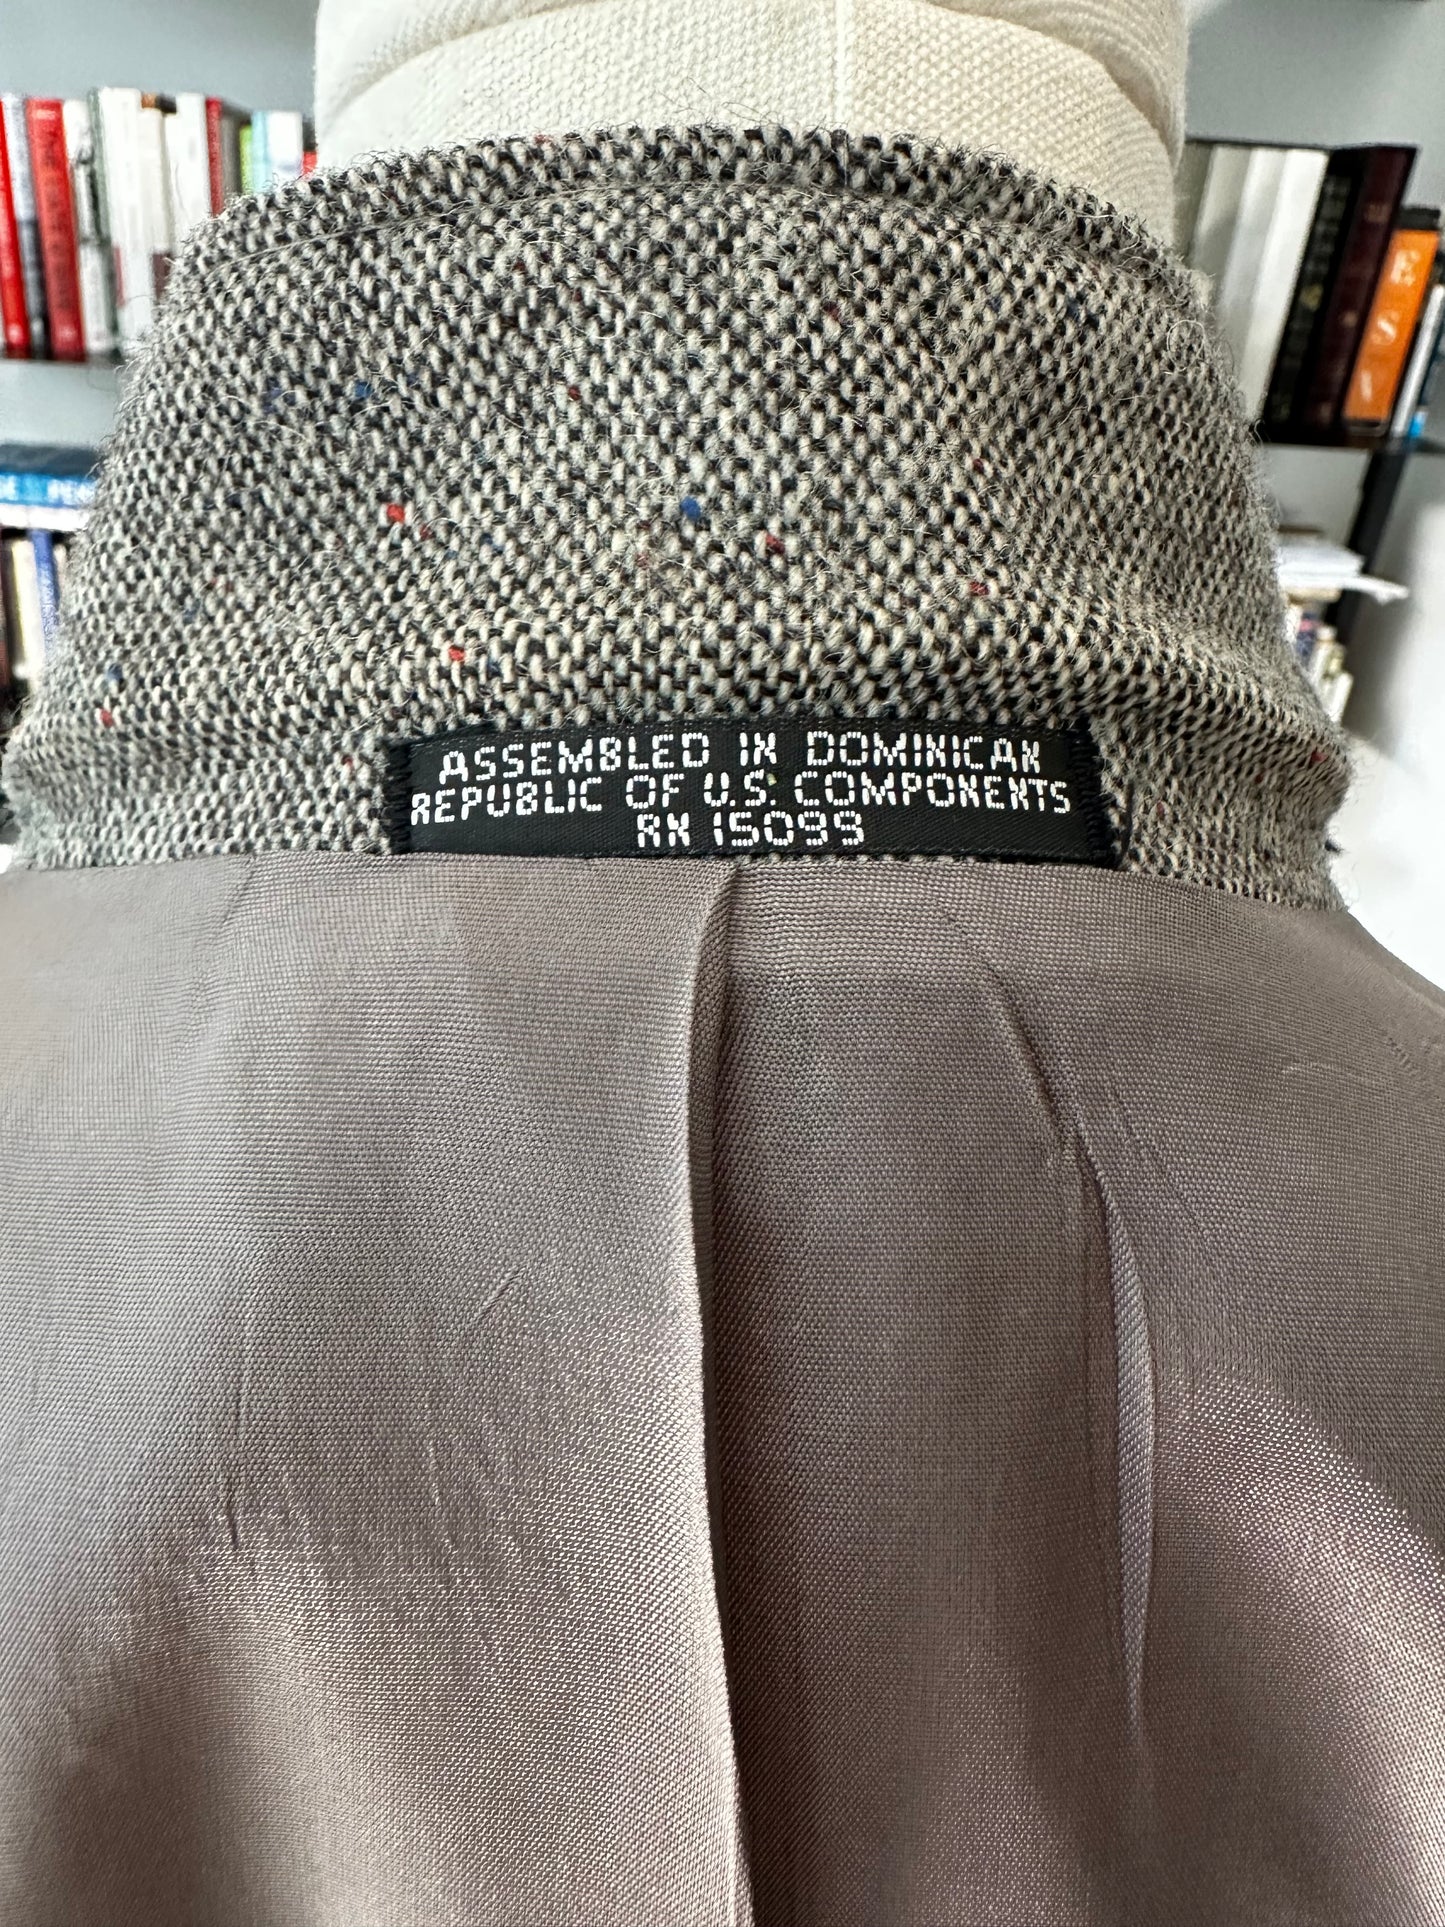 ASSEMBLED IN DOMINICAN
REPUBLIC OF U.S. COMPONENTS
RN 15099